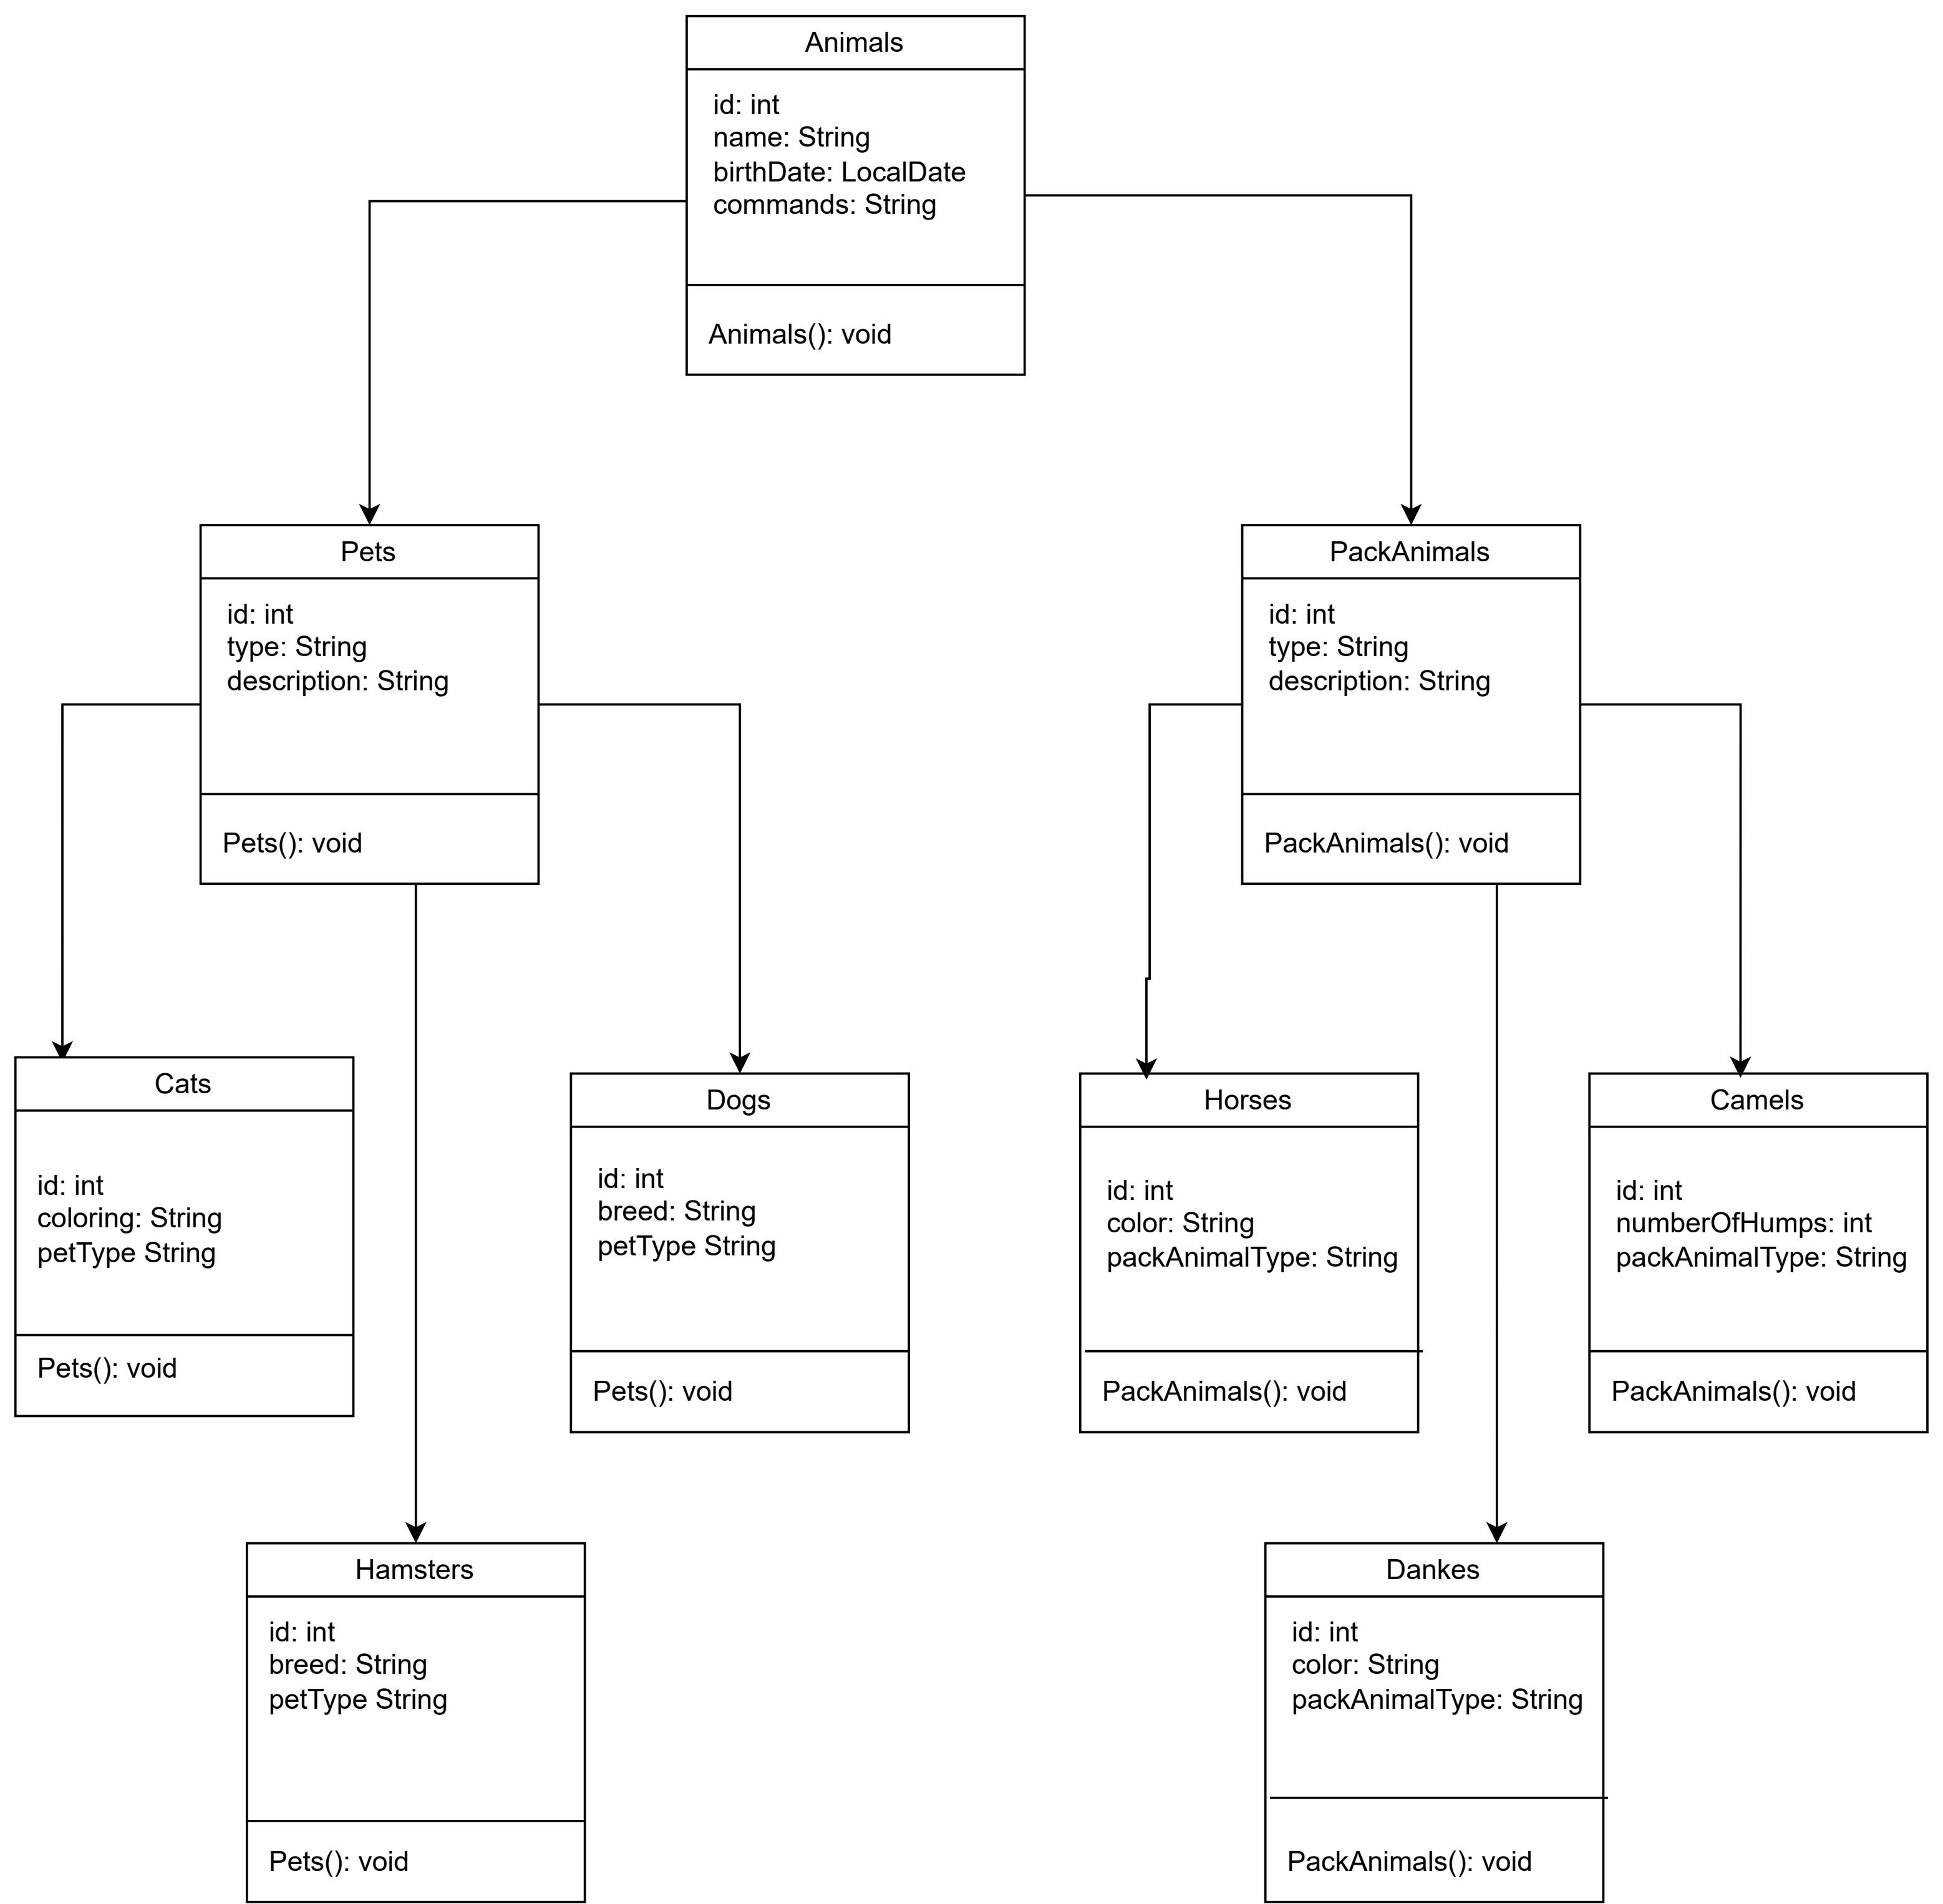 Animals
id: int
name: String
birthDate: LocalDate
commands: String
Animals(): void
Pets
id: int
type: String
description: String
Pets(): void
PackAnimals
id: int
type: String
description: String
PackAnimals(): void
Cats
id: int
coloring: String
petType String
Pets(): void
Dogs
id: int
breed: String
petType String
Pets(): void
Horses
id: int
color: String
packAnimalType: String
PackAnimals(): void
Camels
id: int
numberOfHumps: int
packAnimalType: String
PackAnimals(): void
Hamsters
id: int
breed: String
petType String
Pets(): void
Dankes
id: int
color: String
packAnimalType: String
PackAnimals(): void